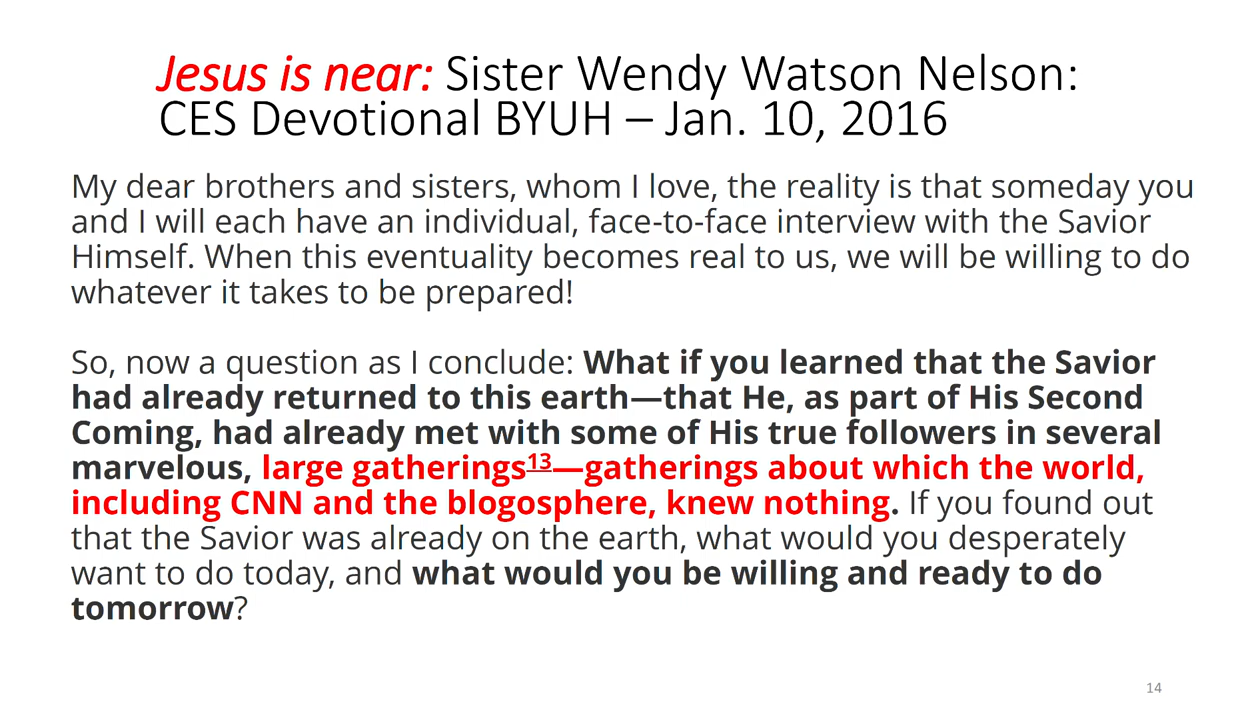 Jesus is near: Sister Wendy Watson Nelson:
CES Devotional BYUH – Jan. 10, 2016
My dear brothers and sisters, whom I love, the reality is that someday you
and I will each have an individual, face-to-face interview with the Savior
Himself. When this eventuality becomes real to us, we will be willing to do
whatever it takes to be prepared!
So, now a question as I conclude: What if you learned that the Savior
had already returned to this earth—that He, as part of His Second
Coming, had already met with some of His true followers in several
marvelous, large gatherings13—gatherings about which the world,
including CNN and the blogosphere, knew nothing. If you found out
that the Savior was already on the earth, what would you desperately
want to do today, and what would you be willing and ready to do
tomorrow?
14